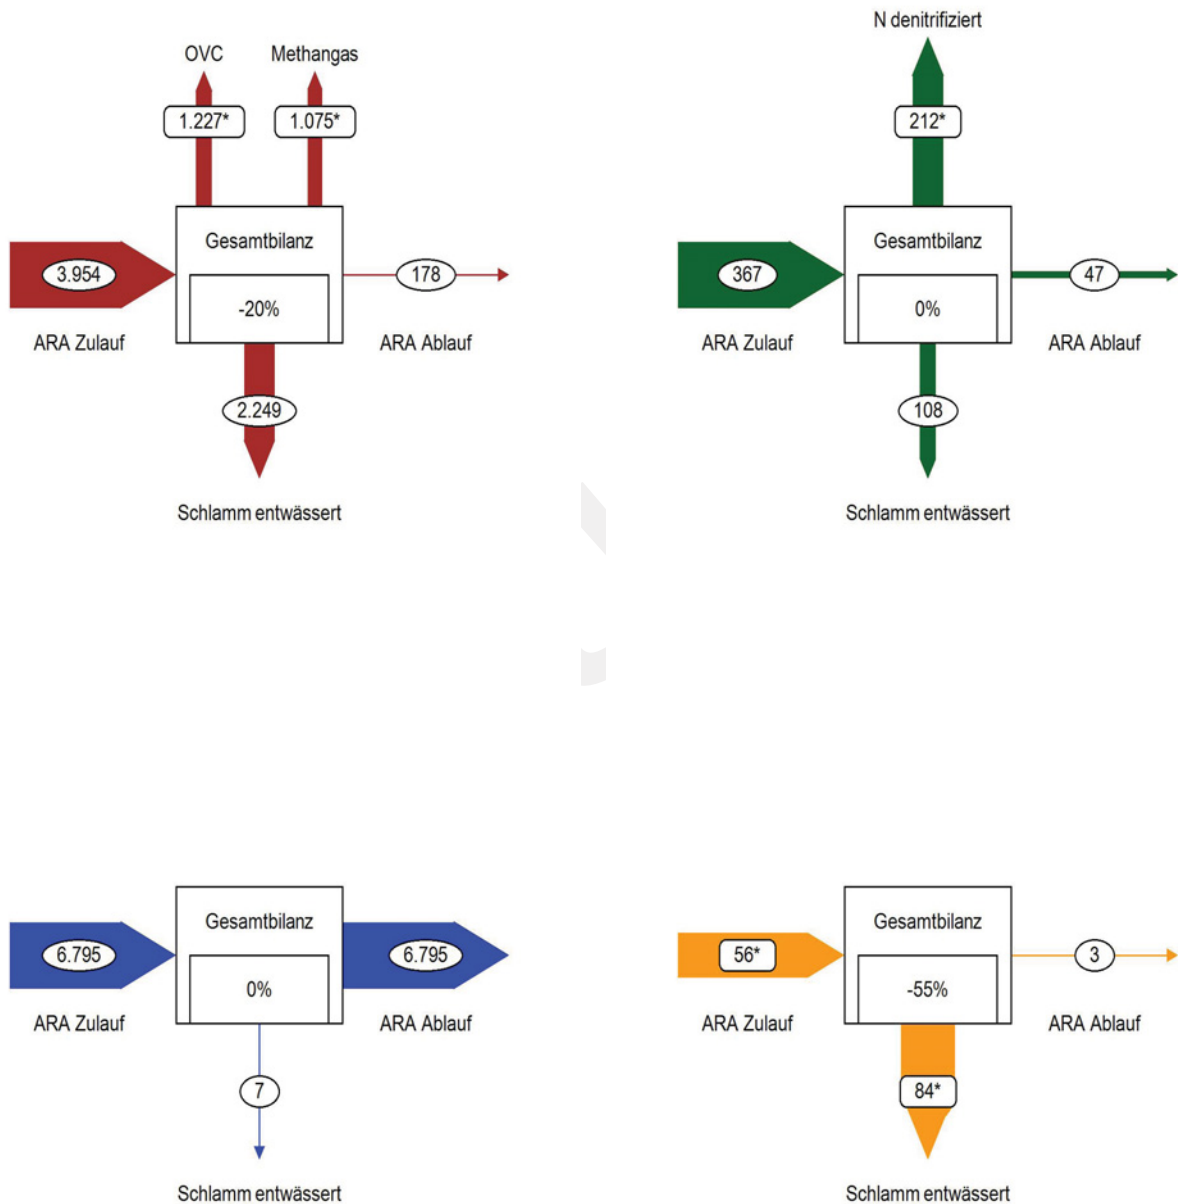 OVC
Methangas
1.227*
1.075*
Gesamtbilanz
3.954
178
-20%
ARA Zulauf
ARA Ablauf
2.249
Schlamm entwässert
N denitrifiziert
212*
Gesamtbilanz
367
47
0%
ARA Zulauf
ARA Ablauf
108
Schlamm entwässert
Gesamtbilanz
6.795
6.795
0%
ARA Zulauf
ARA Ablauf
7
Schlamm entwässert
Gesamtbilanz
56*
3
-55%
ARA Zulauf
ARA Ablauf
84*
Schlamm entwässert